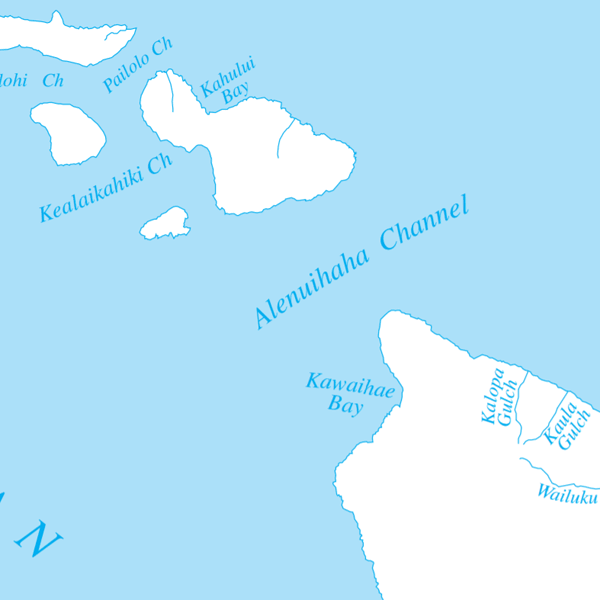 Pailolo Ch
lohi Ch
Kahului
Bay
Kealaikahiki Ch
Alenuihaha Channel
Kawaihae
Bay
Kalopa
Gulch
Kaula
Gulch
Wailuku
N